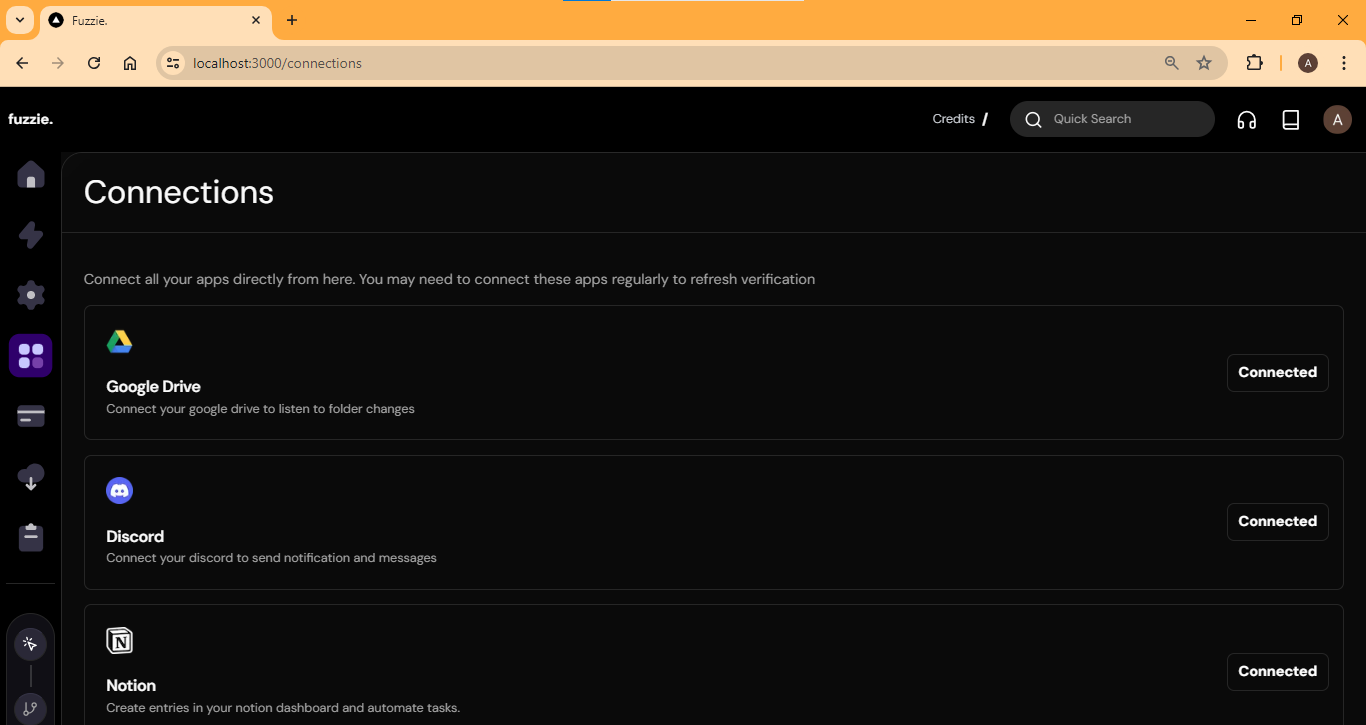 Fuzzie.
localhost:3000/connections
A
fuzzie.
Credits /
Quick Search
A
Connections
Connect all your apps directly from here. You may need to connect these apps regularly to refresh verification
Google Drive
Connect your google drive to listen to folder changes
Connected
Discord
Connect your discord to send notification and messages
Connected
N
Notion
Create entries in your notion dashboard and automate tasks.
Connected